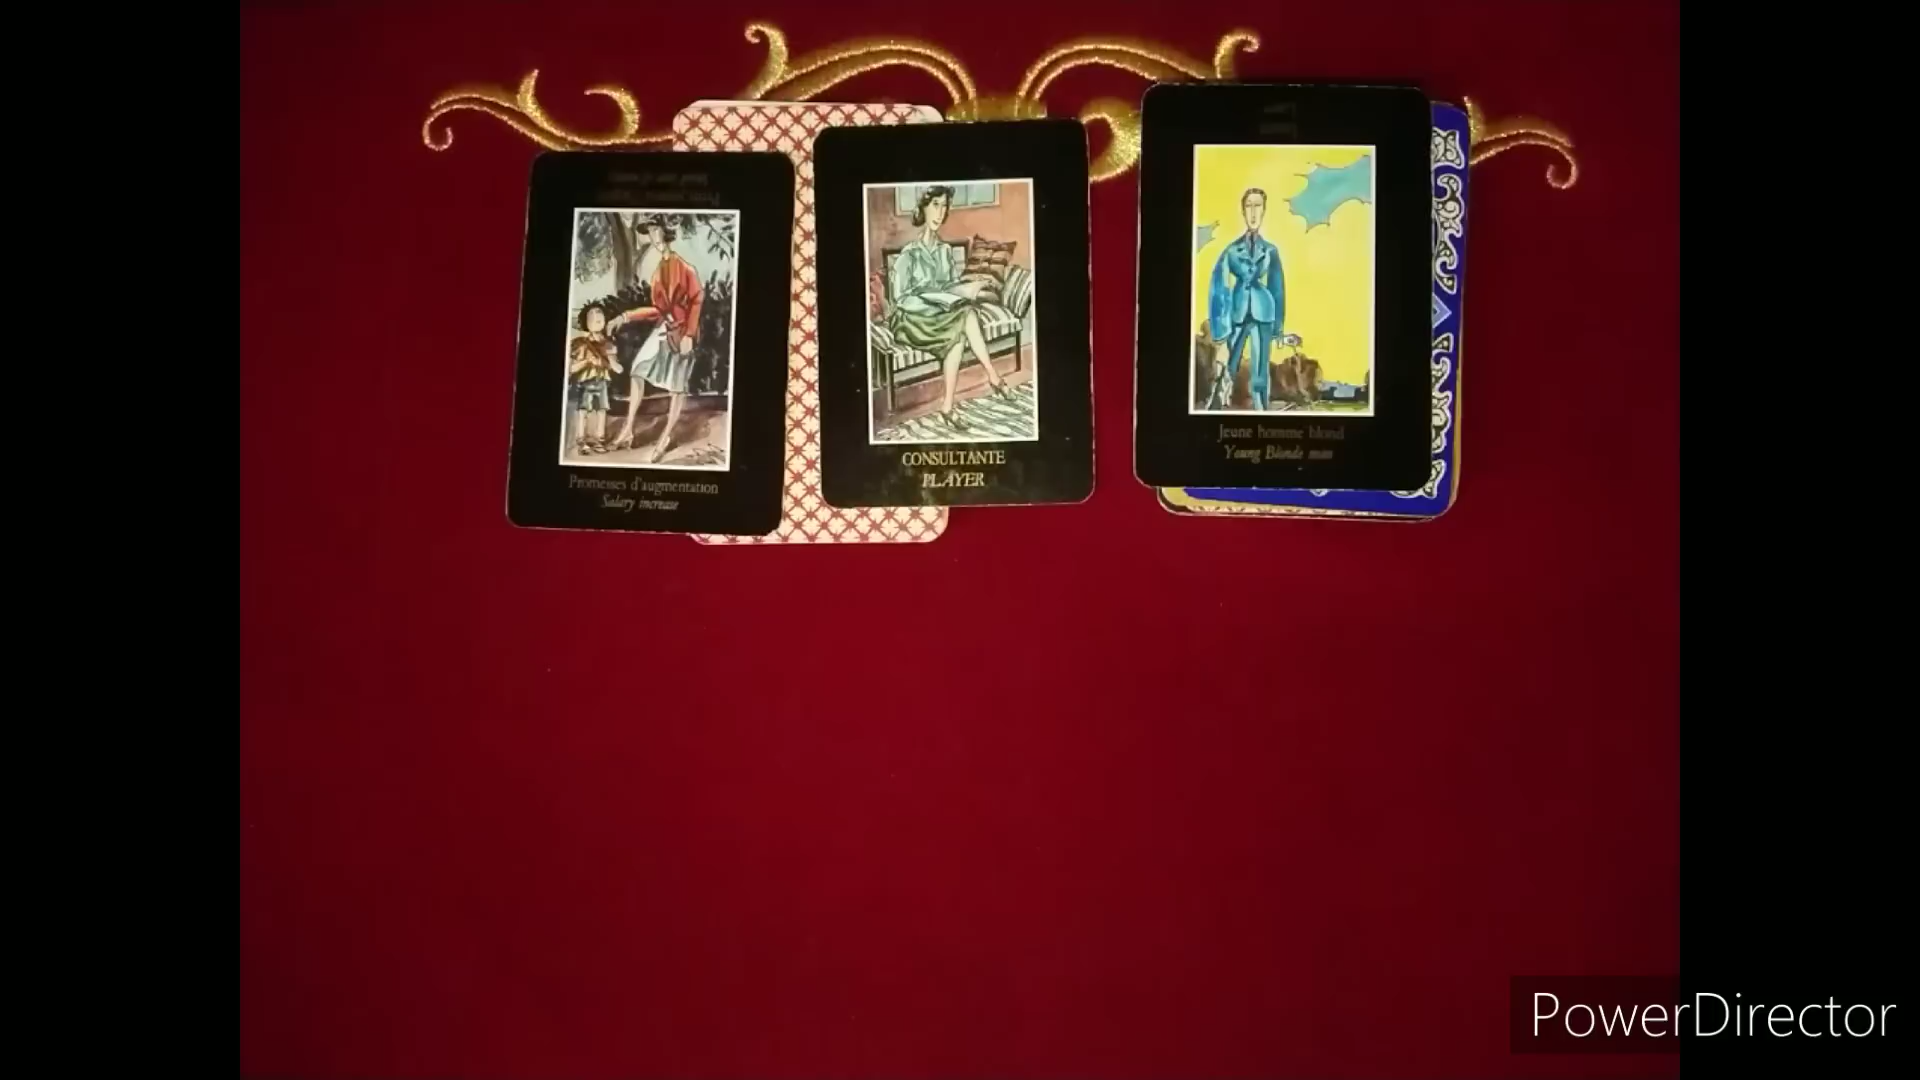 Promesses d'augmentation
Salary increase
CONSULTANTE
PLAYER
Jeune homme blond
Young Blonde man
PowerDirector